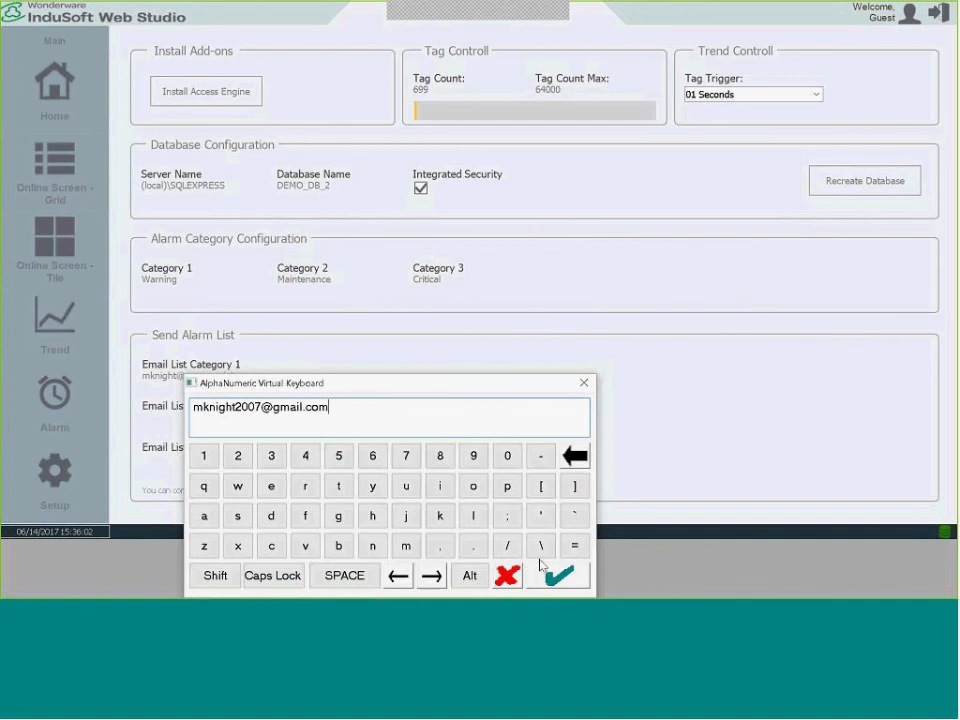 Wonderware
InduSoft Web Studio
Welcome,
Guest
Main
Home
Online Screen -
Grid
Online Screen -
Tile
Trend
Alarm
Setup
Install Add-ons
Install Access Engine
Tag Controll
Tag Count:
699
Tag Count Max:
64000
Trend Controll
Tag Trigger:
01 Seconds
Database Configuration
Server Name
(local)\SQLEXPRESS
Database Name
DEMO_DB_2
Integrated Security
Recreate Database
Alarm Category Configuration
Category 1
Warning
Category 2
Maintenance
Category 3
Critical
Send Alarm List
Email List Category 1
mknight@
Email Lis
Email Lis
You can cor
AlphaNumeric Virtual Keyboard
mknight2007@gmail.com
1 2 3 4 5 6 7 8 9 0 -
q w e r t y u i o p [ ]
a s d f g h j k l ; ' `
z x c v b n m , . / \ =
Shift Caps Lock SPACE Alt
06/14/2017 15:36:02